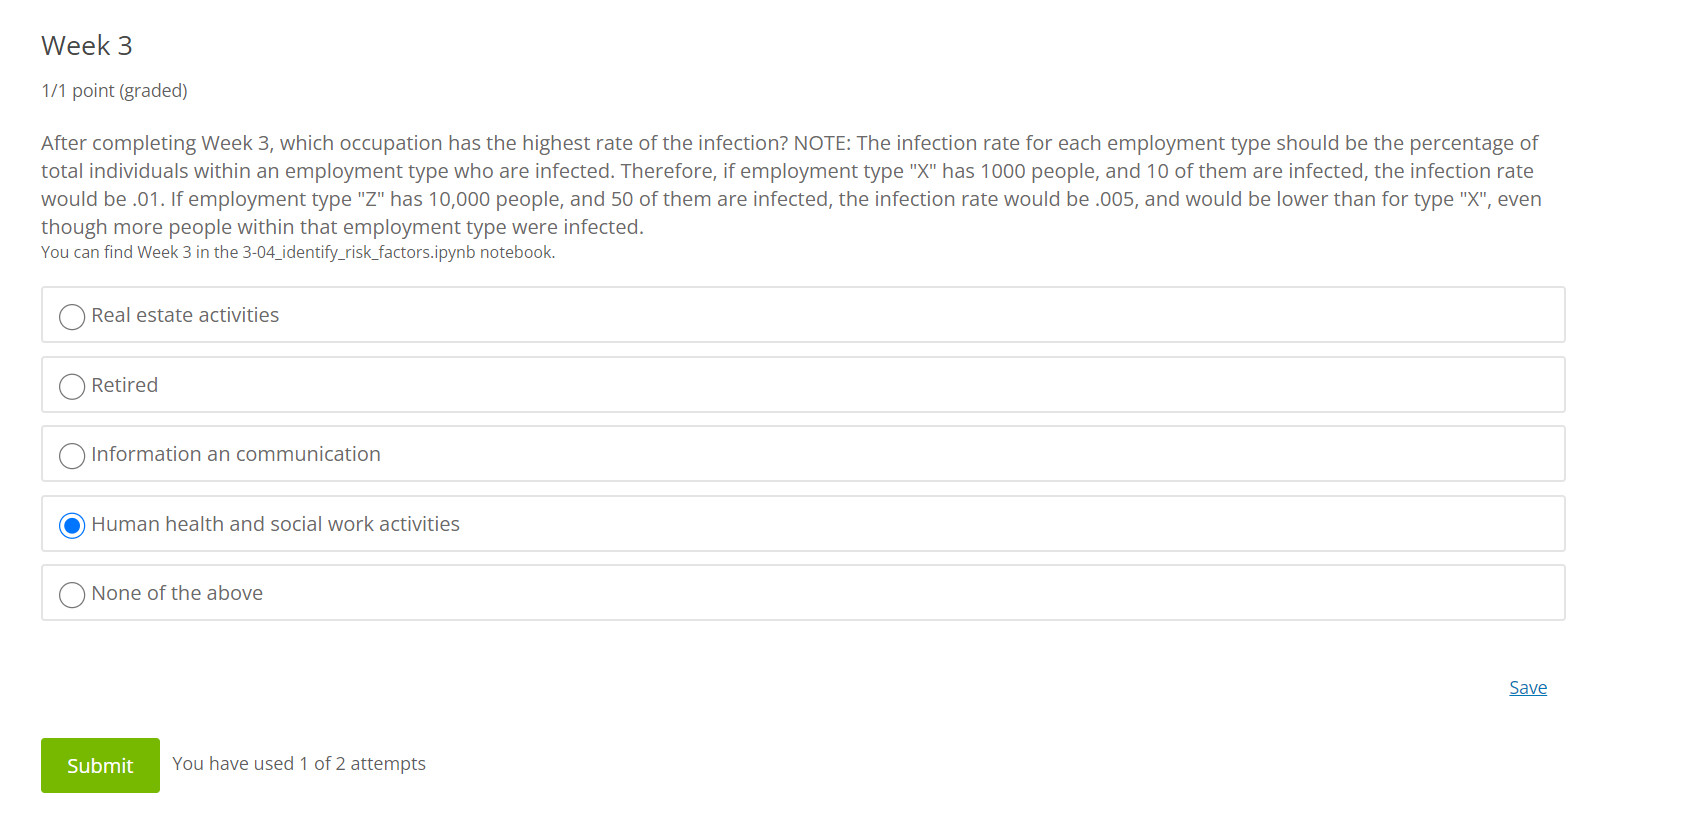 Week 3
1/1 point (graded)
After completing Week 3, which occupation has the highest rate of the infection? NOTE: The infection rate for each employment type should be the percentage of
total individuals within an employment type who are infected. Therefore, if employment type "X" has 1000 people, and 10 of them are infected, the infection rate
would be .01. If employment type "Z" has 10,000 people, and 50 of them are infected, the infection rate would be .005, and would be lower than for type "X", even
though more people within that employment type were infected.
You can find Week 3 in the 3-04_identify_risk_factors.ipynb notebook.
Real estate activities
Retired
Information an communication
Human health and social work activities
None of the above
Save
Submit You have used 1 of 2 attempts